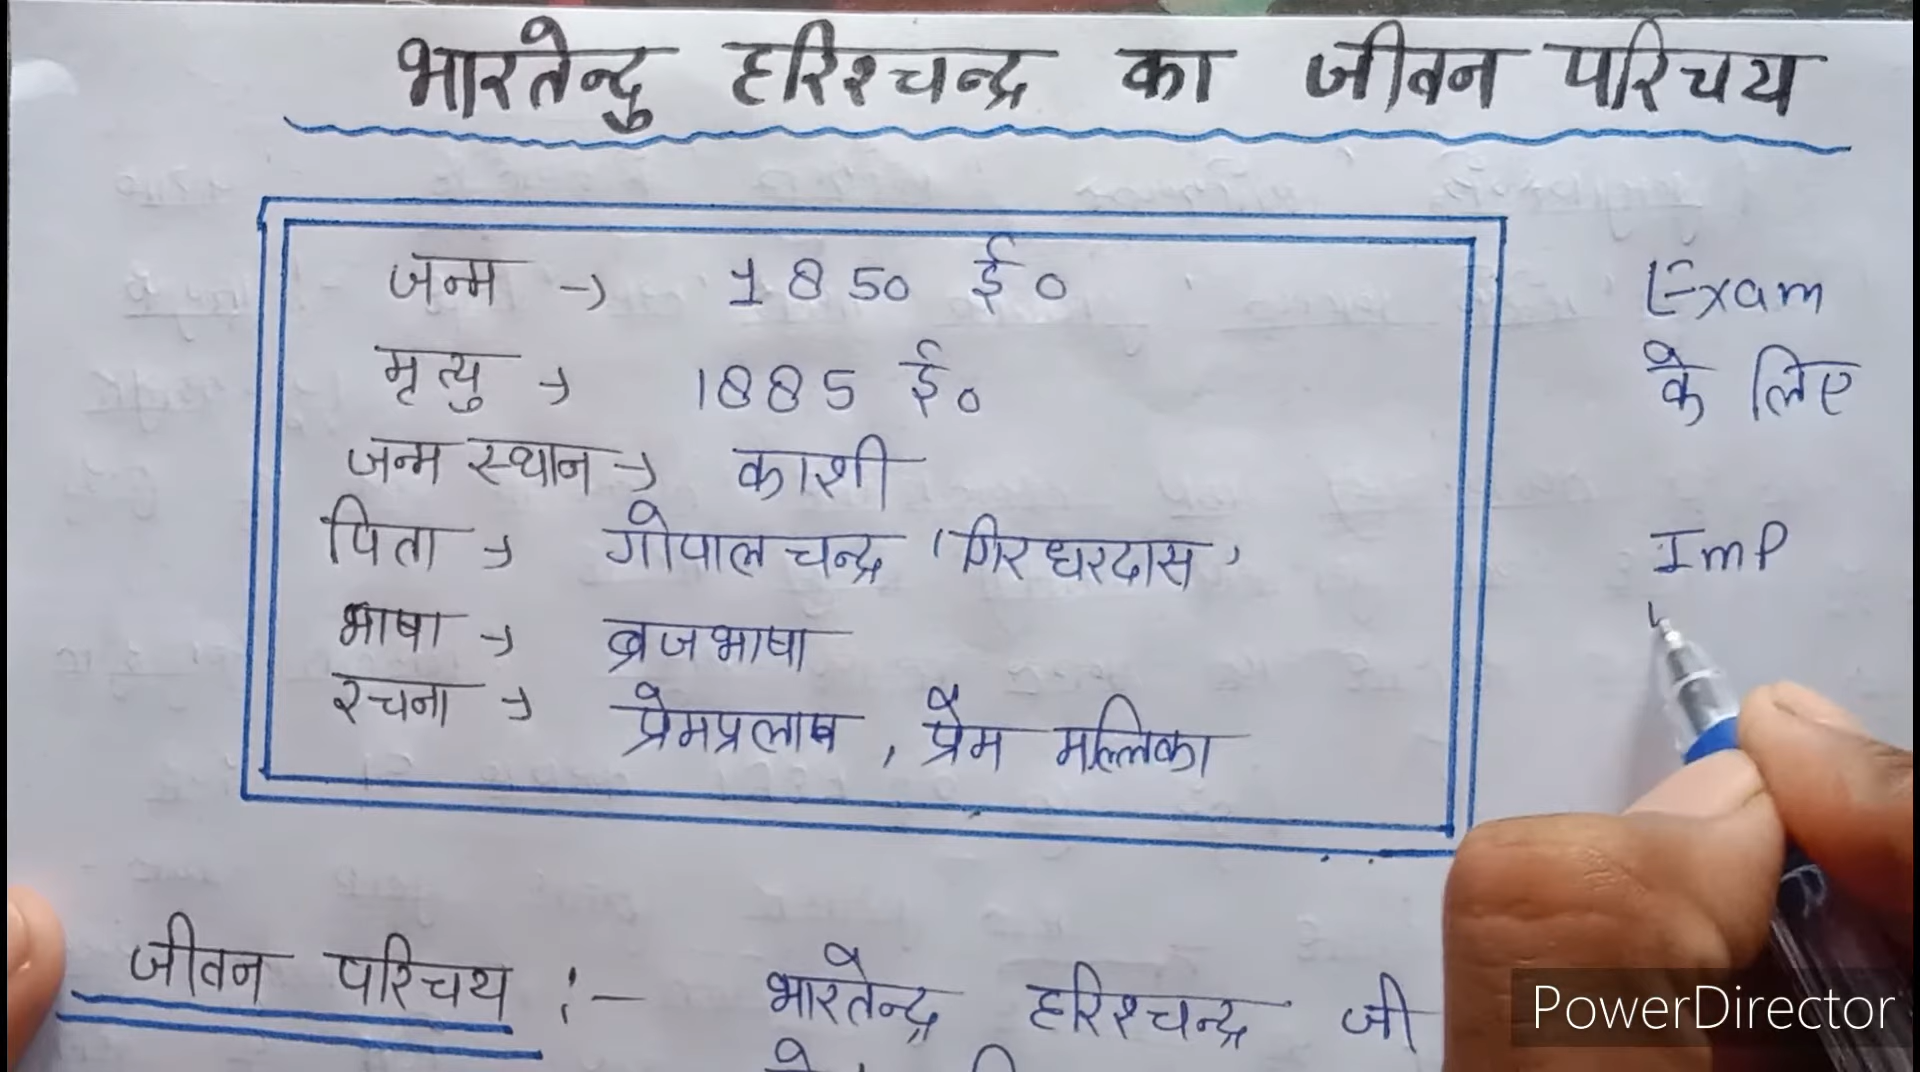 भारतेन्दु हरिश्चन्द्र का जीवन परिचय
जन्म → 1850 ई०
मृत्यु → 1885 ई०
जन्म स्थान → काशी
पिता → गोपाल चन्द्र 'गिरधरदास'
भाषा → ब्रजभाषा
रचना → प्रेमप्रलाप, प्रेम मल्लिका
Exam
के लिए
Imp
जीवन परिचय :- भारतेन्द्र हरिश्चन्द्र जी
PowerDirector